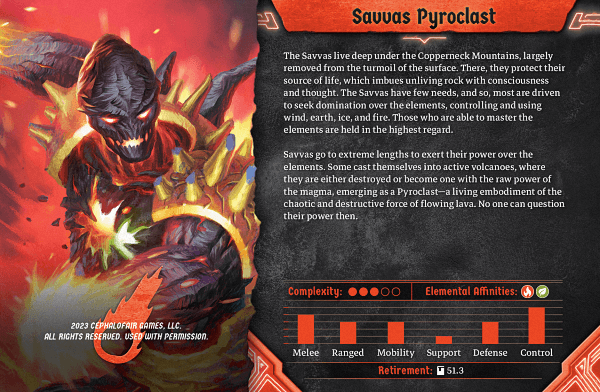 Savvas Pyroclast
The Savvas live deep under the Copperneck Mountains, largely
removed from the turmoil of the surface. There, they protect their
source of life, which imbues unliving rock with consciousness
and thought. The Savvas have few needs, and so, most are driven
to seek domination over the elements, controlling and using
wind, earth, ice, and fire. Those who are able to master the
elements are held in the highest regard.
Savvas go to extreme lengths to exert their power over the
elements. Some cast themselves into active volcanoes, where
they are either destroyed or become one with the raw power of
the magma, emerging as a Pyroclast—a living embodiment of the
chaotic and destructive force of flowing lava. No one can question
their power then.
2023 CEPHALOFAIR GAMES, LLC.
ALL RIGHTS RESERVED. USED WITH PERMISSION.
Complexity: Elemental Affinities:
Melee Ranged Mobility Support Defense Control
Retirement: 51.3